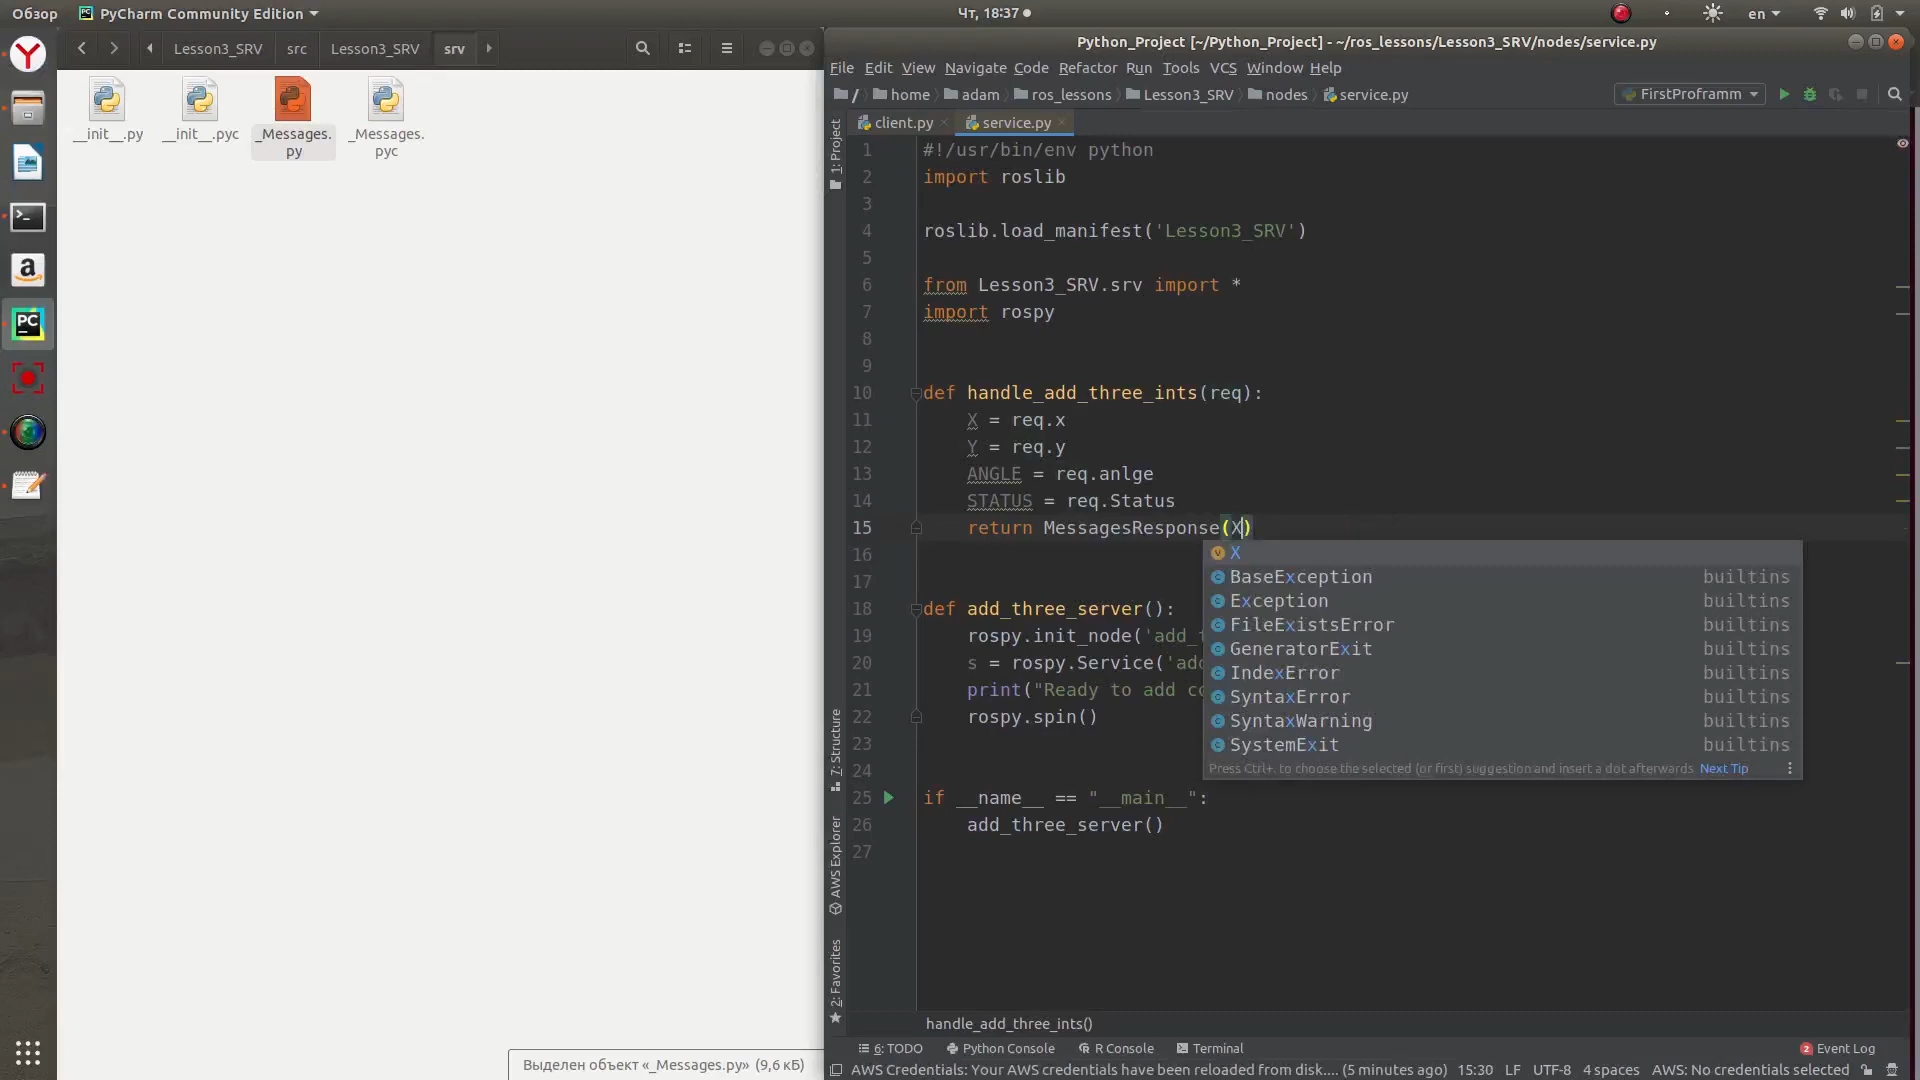 Обзор
PyCharm Community Edition
Чт, 18:37
en
Lesson3_SRV
src
Lesson3_SRV
srv
__init__.py
__init__.pyc
_Messages.
py
_Messages.
pyc
Выделен объект «_Messages.py» (9,6 кБ)
Python_Project [~/Python_Project] - ~/ros_lessons/Lesson3_SRV/nodes/service.py
File Edit View Navigate Code Refactor Run Tools VCS Window Help
/ home adam ros_lessons Lesson3_SRV nodes service.py
FirstProframm
client.py
service.py
1: Project
7: Structure
AWS Explorer
2: Favorites
1 #!/usr/bin/env python
2 import roslib
3
4 roslib.load_manifest('Lesson3_SRV')
5
6 from Lesson3_SRV.srv import *
7 import rospy
8
9
10 def handle_add_three_ints(req):
11 X = req.x
12 Y = req.y
13 ANGLE = req.anlge
14 STATUS = req.Status
15 return MessagesResponse(X)
16
17
18 def add_three_server():
19 rospy.init_node('add_
20 s = rospy.Service('add
21 print("Ready to add co
22 rospy.spin()
23
24
25 if __name__ == "__main__":
26 add_three_server()
27
X
BaseException builtins
Exception builtins
FileExistsError builtins
GeneratorExit builtins
IndexError builtins
SyntaxError builtins
SyntaxWarning builtins
SystemExit builtins
Press Ctrl+. to choose the selected (or first) suggestion and insert a dot afterwards Next Tip
handle_add_three_ints()
6: TODO Python Console R Console Terminal
2 Event Log
AWS Credentials: Your AWS credentials have been reloaded from disk.... (5 minutes ago) 15:30 LF UTF-8 4 spaces AWS: No credentials selected